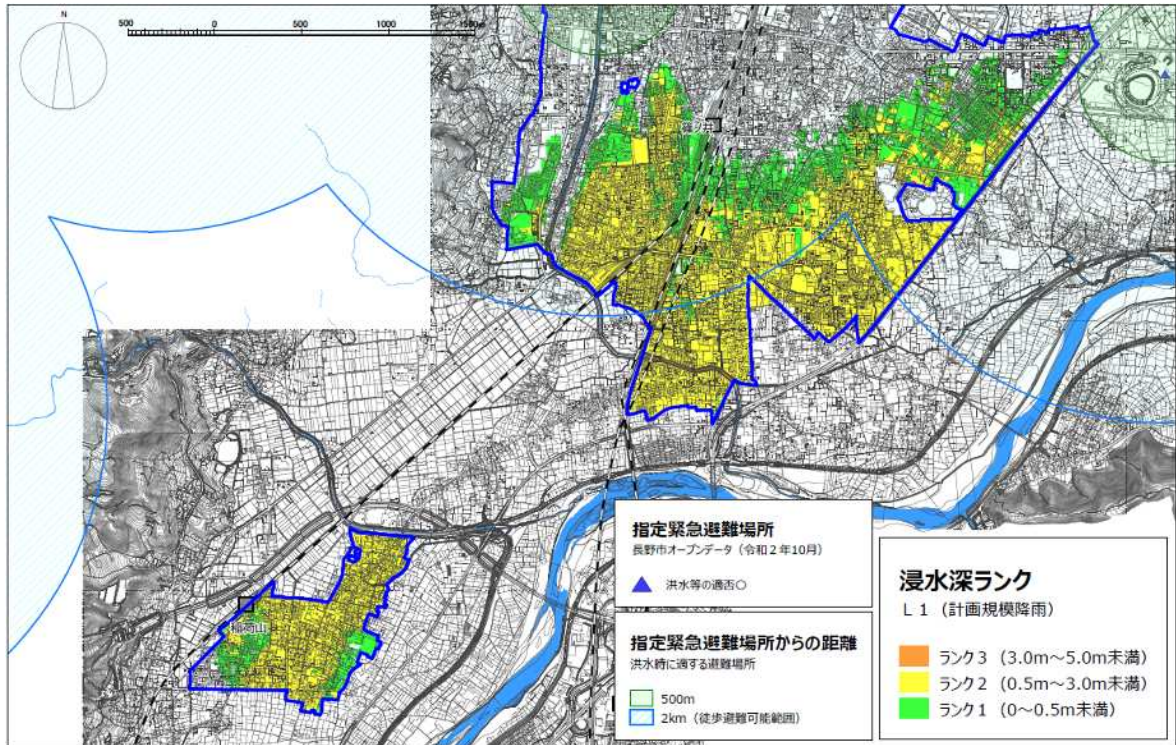 N
500 0 500 1000 1500m
指定緊急避難場所
長野市オープンデータ（令和２年10月）
洪水等の適否○
指定緊急避難場所からの距離
洪水時に適する避難場所
500m
2km（徒歩避難可能範囲）
浸水深ランク
Ｌ１（計画規模降雨）
ランク３（3.0m～5.0m未満）
ランク２（0.5m～3.0m未満）
ランク１（0～0.5m未満）
稲荷山